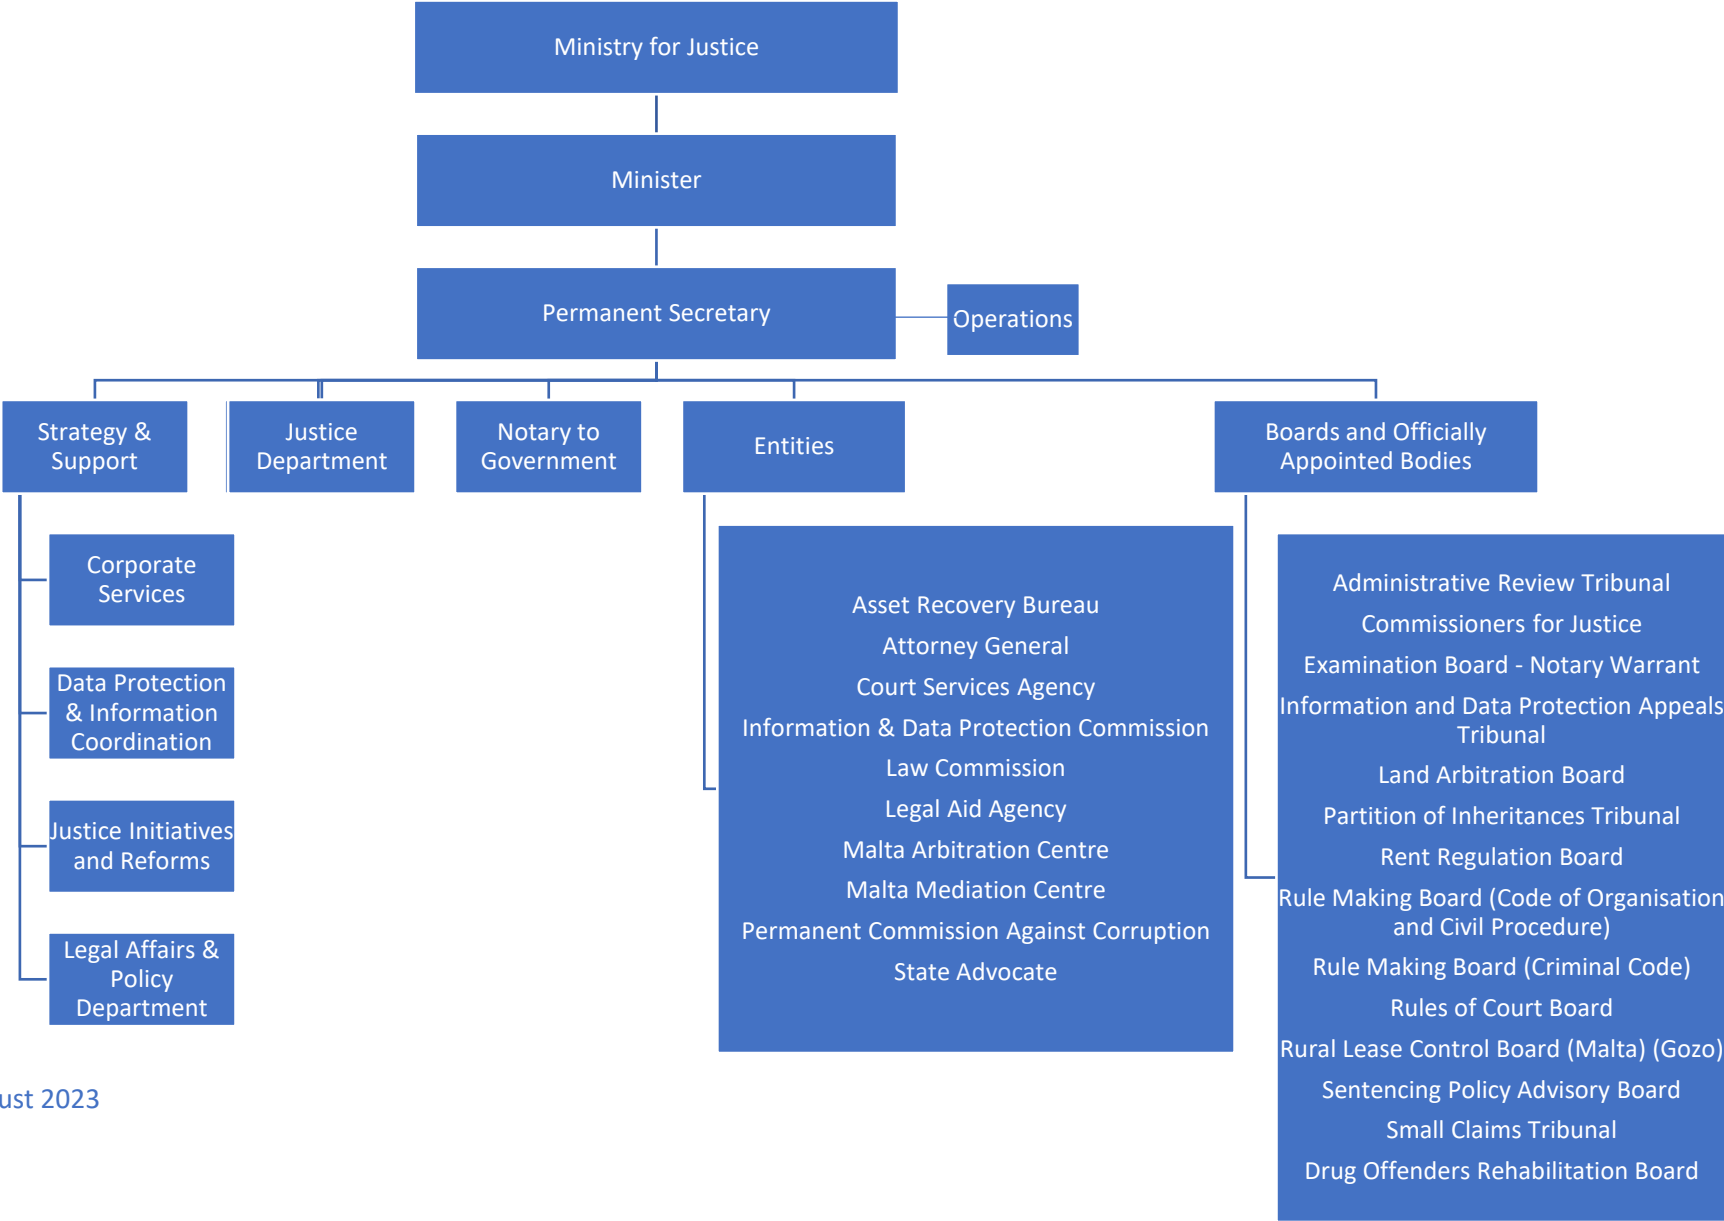 Ministry for Justice
Minister
Permanent Secretary
Operations
Strategy &
Support
Justice
Department
Notary to
Government
Entities
Boards and Officially
Appointed Bodies
Corporate
Services
Data Protection
& Information
Coordination
Justice Initiatives
and Reforms
Legal Affairs &
Policy
Department
Asset Recovery Bureau
Attorney General
Court Services Agency
Information & Data Protection Commission
Law Commission
Legal Aid Agency
Malta Arbitration Centre
Malta Mediation Centre
Permanent Commission Against Corruption
State Advocate
Administrative Review Tribunal
Commissioners for Justice
Examination Board - Notary Warrant
Information and Data Protection Appeals
Tribunal
Land Arbitration Board
Partition of Inheritances Tribunal
Rent Regulation Board
Rule Making Board (Code of Organisation
and Civil Procedure)
Rule Making Board (Criminal Code)
Rules of Court Board
Rural Lease Control Board (Malta) (Gozo)
Sentencing Policy Advisory Board
Small Claims Tribunal
Drug Offenders Rehabilitation Board
ust 2023